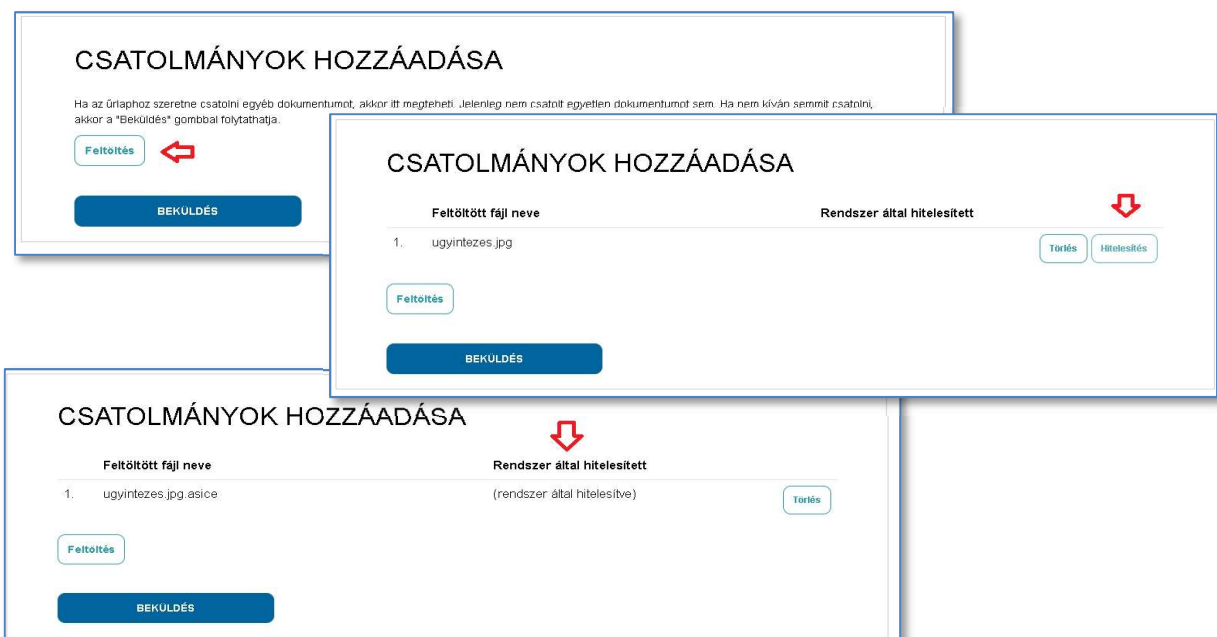 CSATOLMÁNYOK HOZZÁADÁSA
Ha az űrlaphoz szeretne csatolni egyéb dokumentumot, akkor itt megteheti. Jelenleg nem csatolt egyetlen dokumentumot sem. Ha nem kíván semmit csatolni,
akkor a "Beküldés" gombbal folytathatja.
Feltöltés
BEKÜLDÉS
CSATOLMÁNYOK HOZZÁADÁSA
Feltöltött fájl neve Rendszer által hitelesített
1. ugyintezes.jpg Törlés Hitelesítés
Feltöltés
BEKÜLDÉS
CSATOLMÁNYOK HOZZÁADÁSA
Feltöltött fájl neve Rendszer által hitelesített
1. ugyintezes.jpg.asice (rendszer által hitelesítve) Törlés
Feltöltés
BEKÜLDÉS